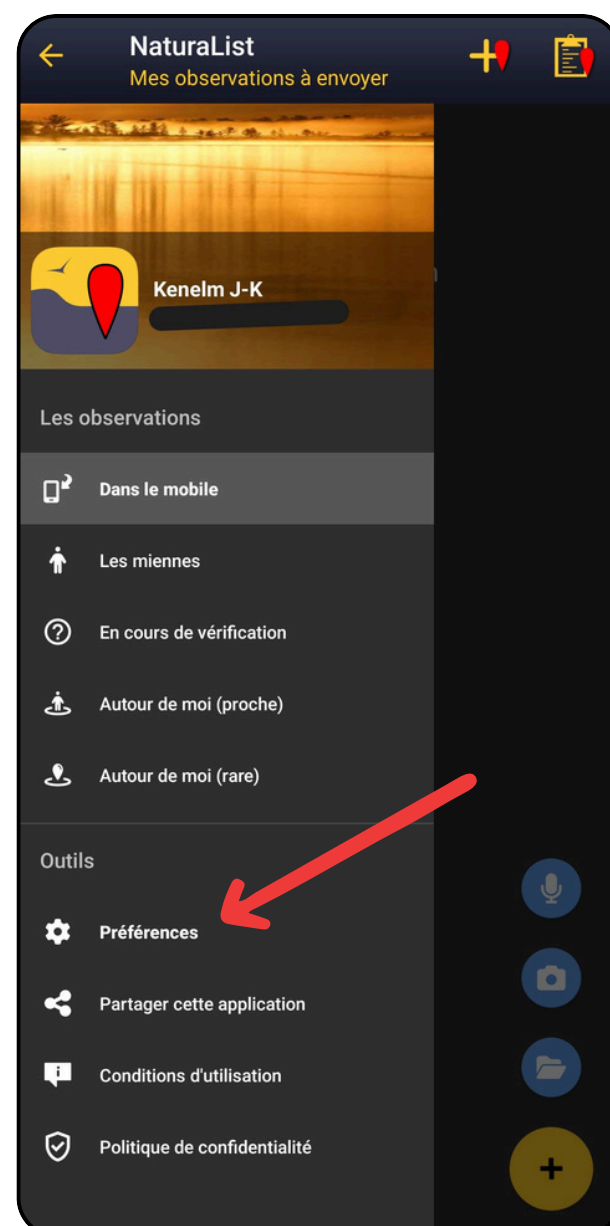 NaturaList
Mes observations à envoyer
Kenelm J-K
Les observations
Dans le mobile
Les miennes
En cours de vérification
Autour de moi (proche)
Autour de moi (rare)
Outils
Préférences
Partager cette application
Conditions d'utilisation
Politique de confidentialité